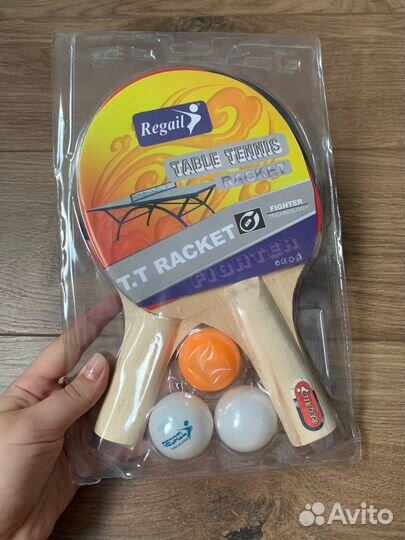 Regail
TABLE TENNIS
RACKET
FIGHTER
TECHNOLOGY
T.T RACKET
FIGHTER
REGAIL
Avito